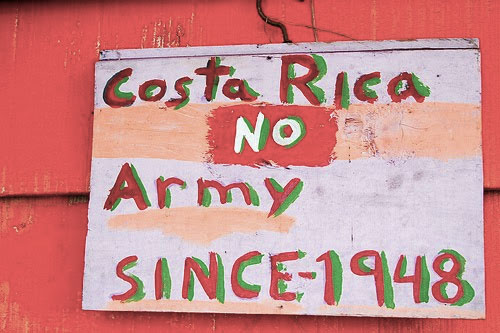 Costa Rica
NO
Army
SINCE-1948